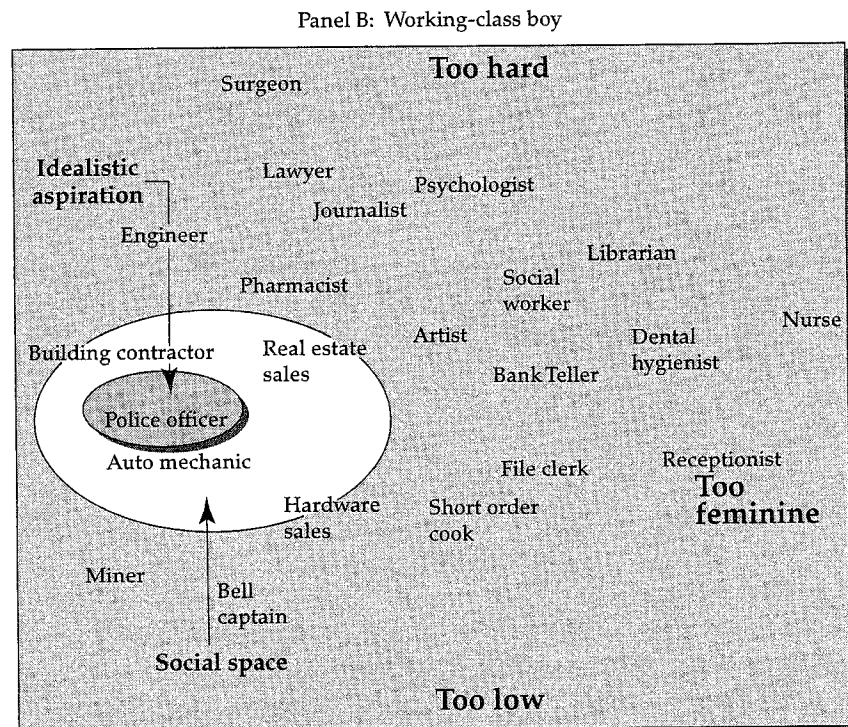 Panel B: Working-class boy
Too hard
Surgeon
Idealistic
aspiration
Lawyer
Psychologist
Journalist
Engineer
Librarian
Pharmacist
Social
worker
Nurse
Building contractor
Real estate
sales
Artist
Dental
hygienist
Bank Teller
Police officer
Auto mechanic
File clerk
Receptionist
Too
feminine
Hardware
sales
Short order
cook
Miner
Bell
captain
Social space
Too low